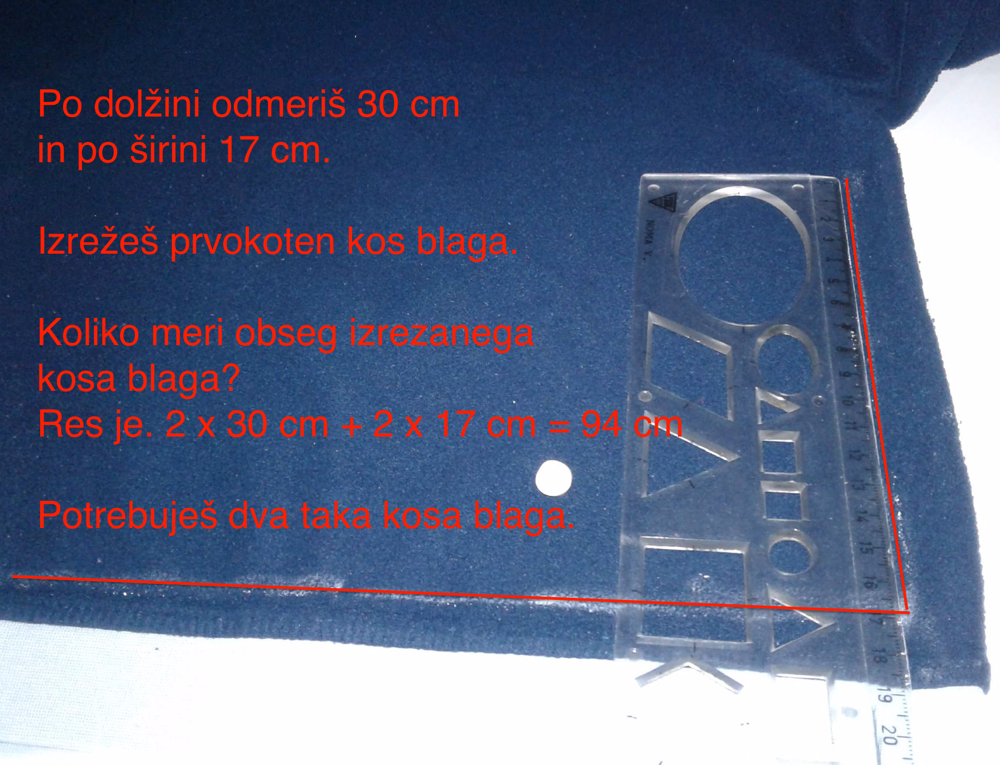 Po dolžini odmeriš 30 cm
in po širini 17 cm.
Izrežeš prvokoten kos blaga.
Koliko meri obseg izrezanega
kosa blaga?
Res je. 2 x 30 cm + 2 x 17 cm = 94 cm
Potrebuješ dva taka kosa blaga.
NOMA V.
0
1
2
3
4
5
6
7
8
9
10
11
12
13
14
15
16
17
18
19
20